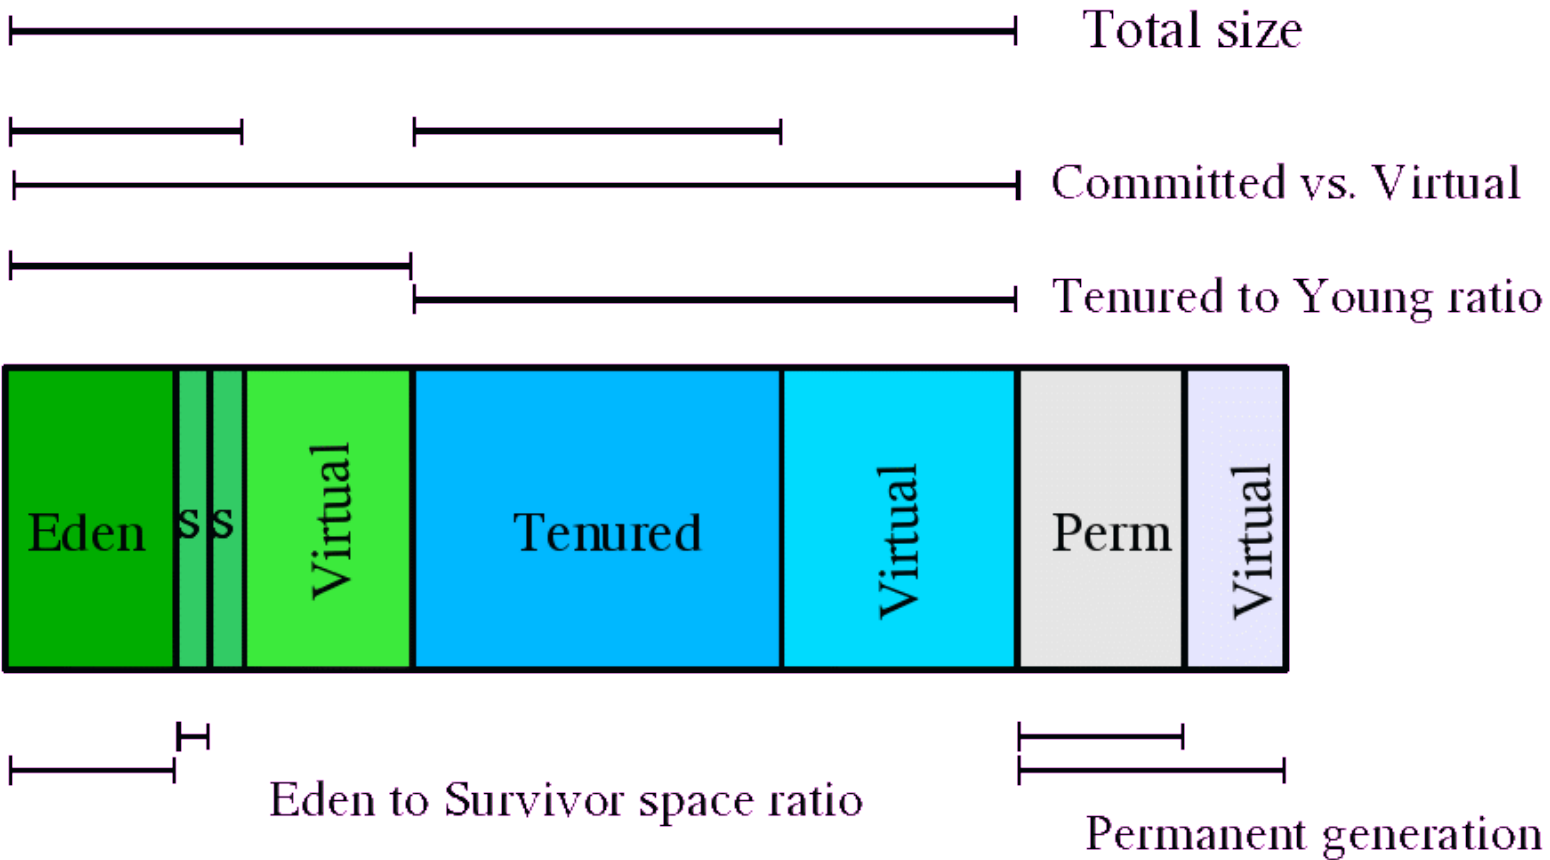 Total size
Committed vs. Virtual
Tenured to Young ratio
Eden
s
s
Virtual
Tenured
Virtual
Perm
Virtual
Eden to Survivor space ratio
Permanent generation